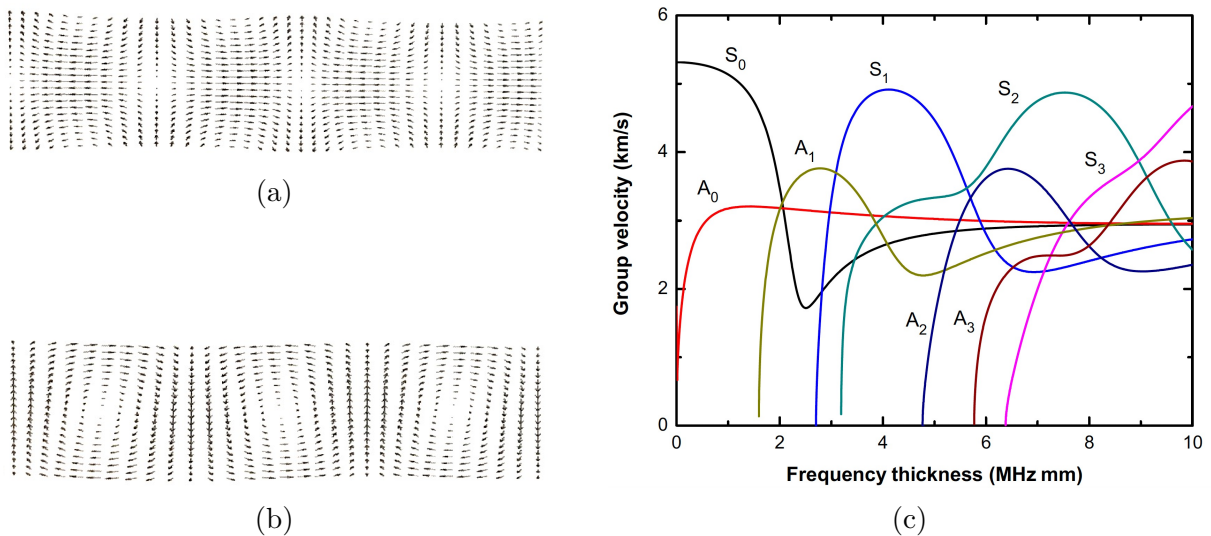 (a)
(b)
6
4
2
0
Group velocity (km/s)
S0
A0
A1
S1
S2
S3
A2
A3
0
2
4
6
8
10
Frequency thickness (MHz mm)
(c)